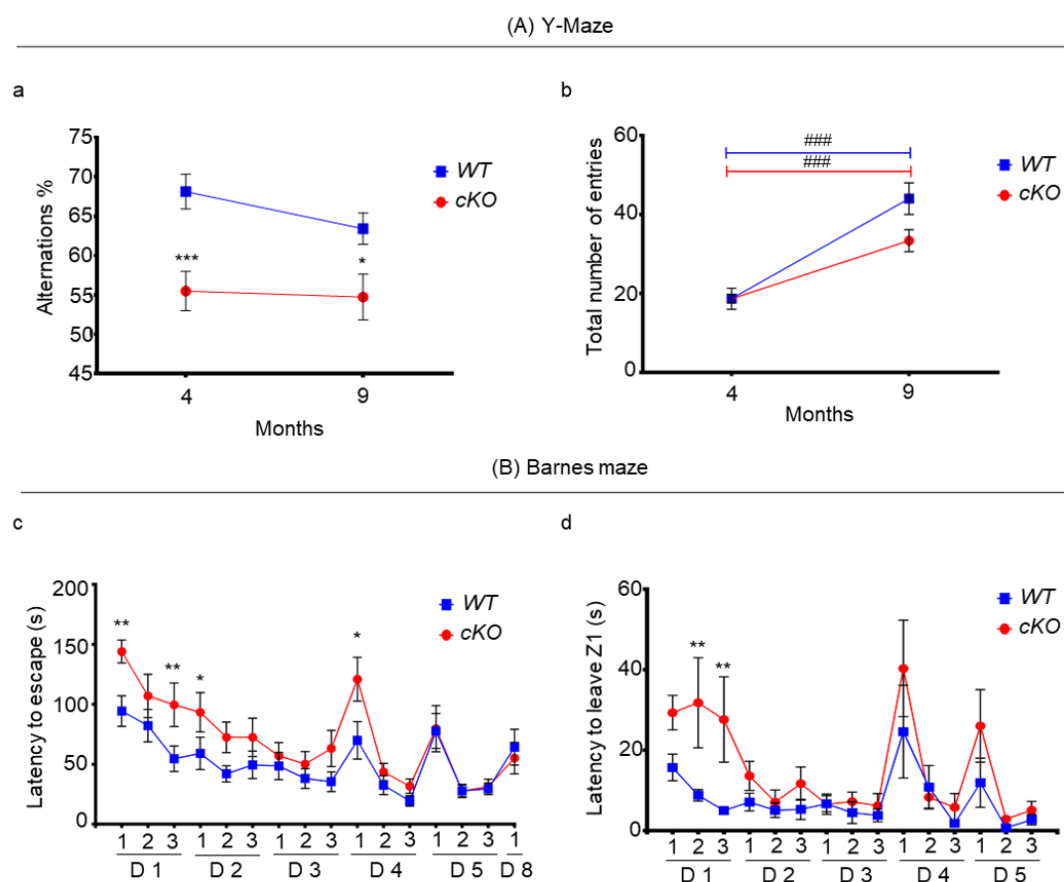 (A) Y-Maze
a
b
75
70
65
60
55
50
45
Alternations %
***
*
WT
cKO
4
9
Months
60
40
20
0
Total number of entries
###
###
WT
cKO
4
9
Months
(B) Barnes maze
c
d
200
150
100
50
0
Latency to escape (s)
**
**
*
*
WT
cKO
1 2 3 1 2 3 1 2 3 1 2 3 1 2 3 1
D 1 D 2 D 3 D 4 D 5 D 8
60
40
20
0
Latency to leave Z1 (s)
**
**
WT
cKO
1 2 3 1 2 3 1 2 3 1 2 3 1 2 3
D 1 D 2 D 3 D 4 D 5